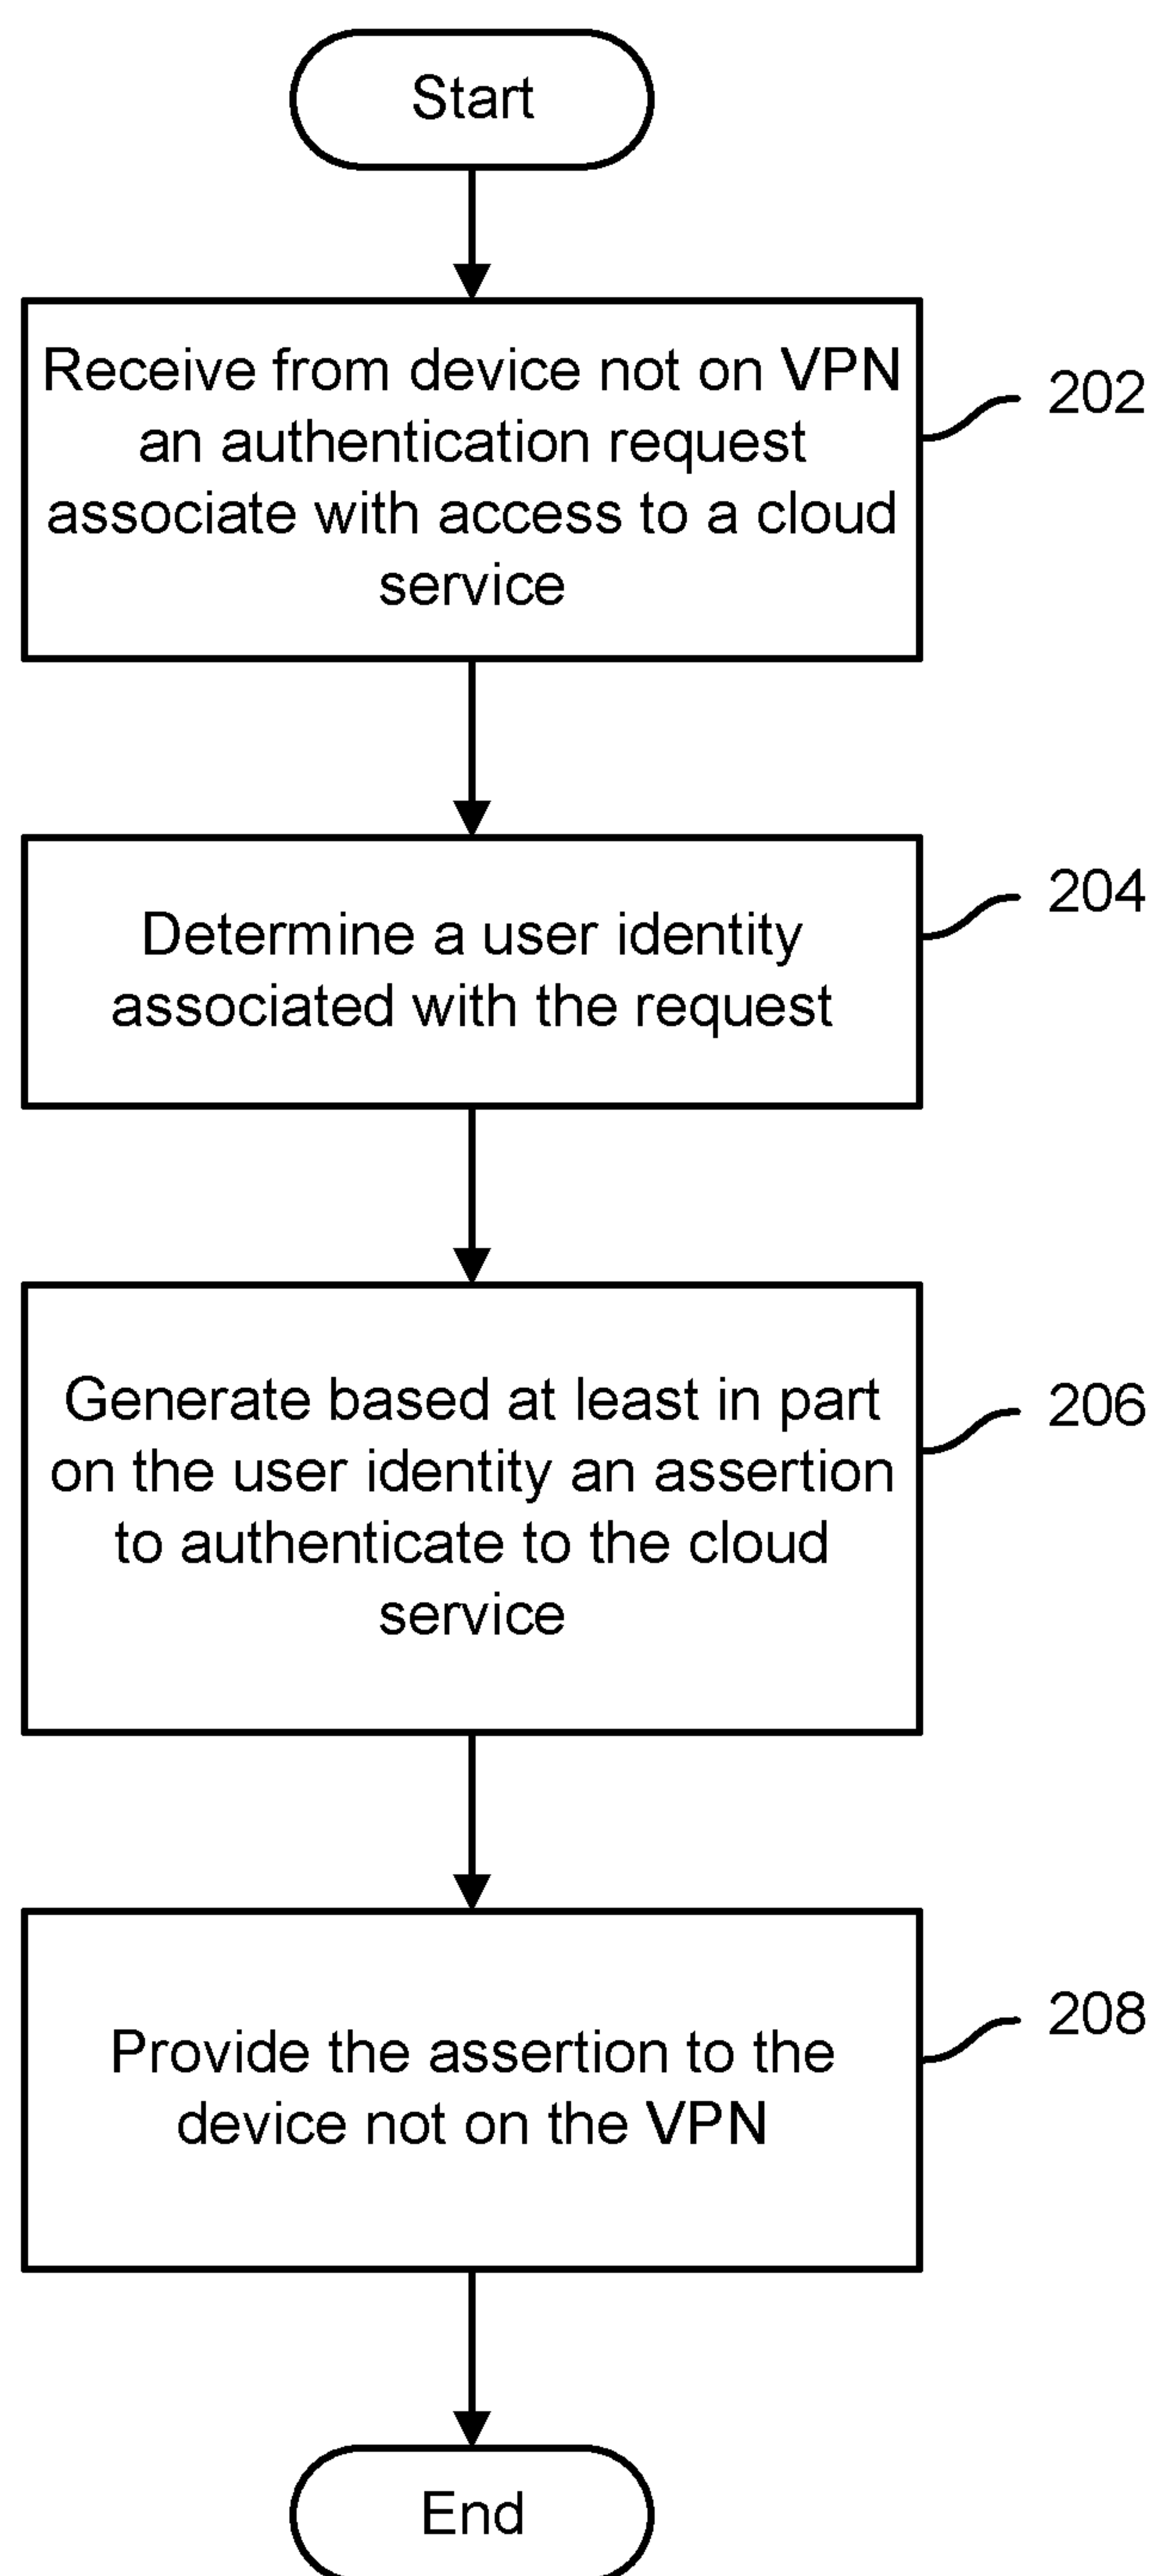 Start
Receive from device not on VPN
an authentication request
associate with access to a cloud
service
202
Determine a user identity
associated with the request
204
Generate based at least in part
on the user identity an assertion
to authenticate to the cloud
service
206
Provide the assertion to the
device not on the VPN
208
End